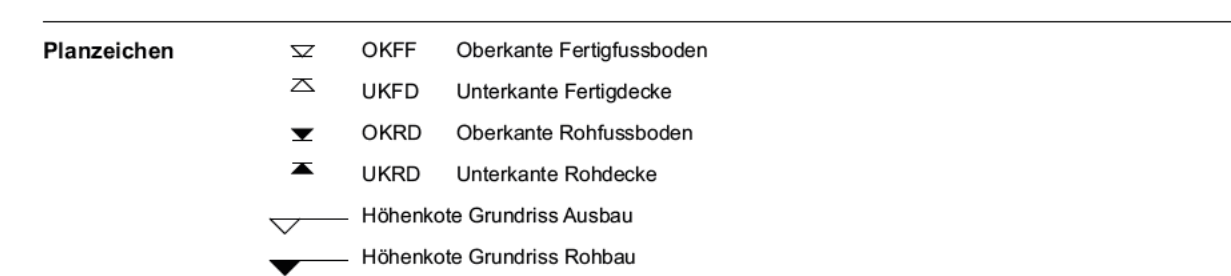 Planzeichen OKFF Oberkante Fertigfussboden
UKFD Unterkante Fertigdecke
OKRD Oberkante Rohfussboden
UKRD Unterkante Rohdecke
Höhenkote Grundriss Ausbau
Höhenkote Grundriss Rohbau